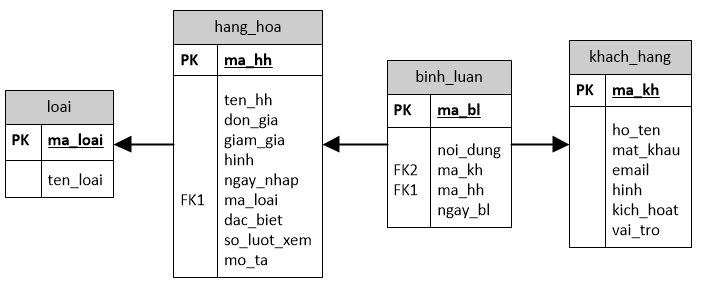 loai
PK ma_loai
ten_loai
hang_hoa
PK ma_hh
ten_hh
don_gia
giam_gia
hinh
ngay_nhap
FK1 ma_loai
dac_biet
so_luot_xem
mo_ta
binh_luan
PK ma_bl
noi_dung
FK2 ma_kh
FK1 ma_hh
ngay_bl
khach_hang
PK ma_kh
ho_ten
mat_khau
email
hinh
kich_hoat
vai_tro